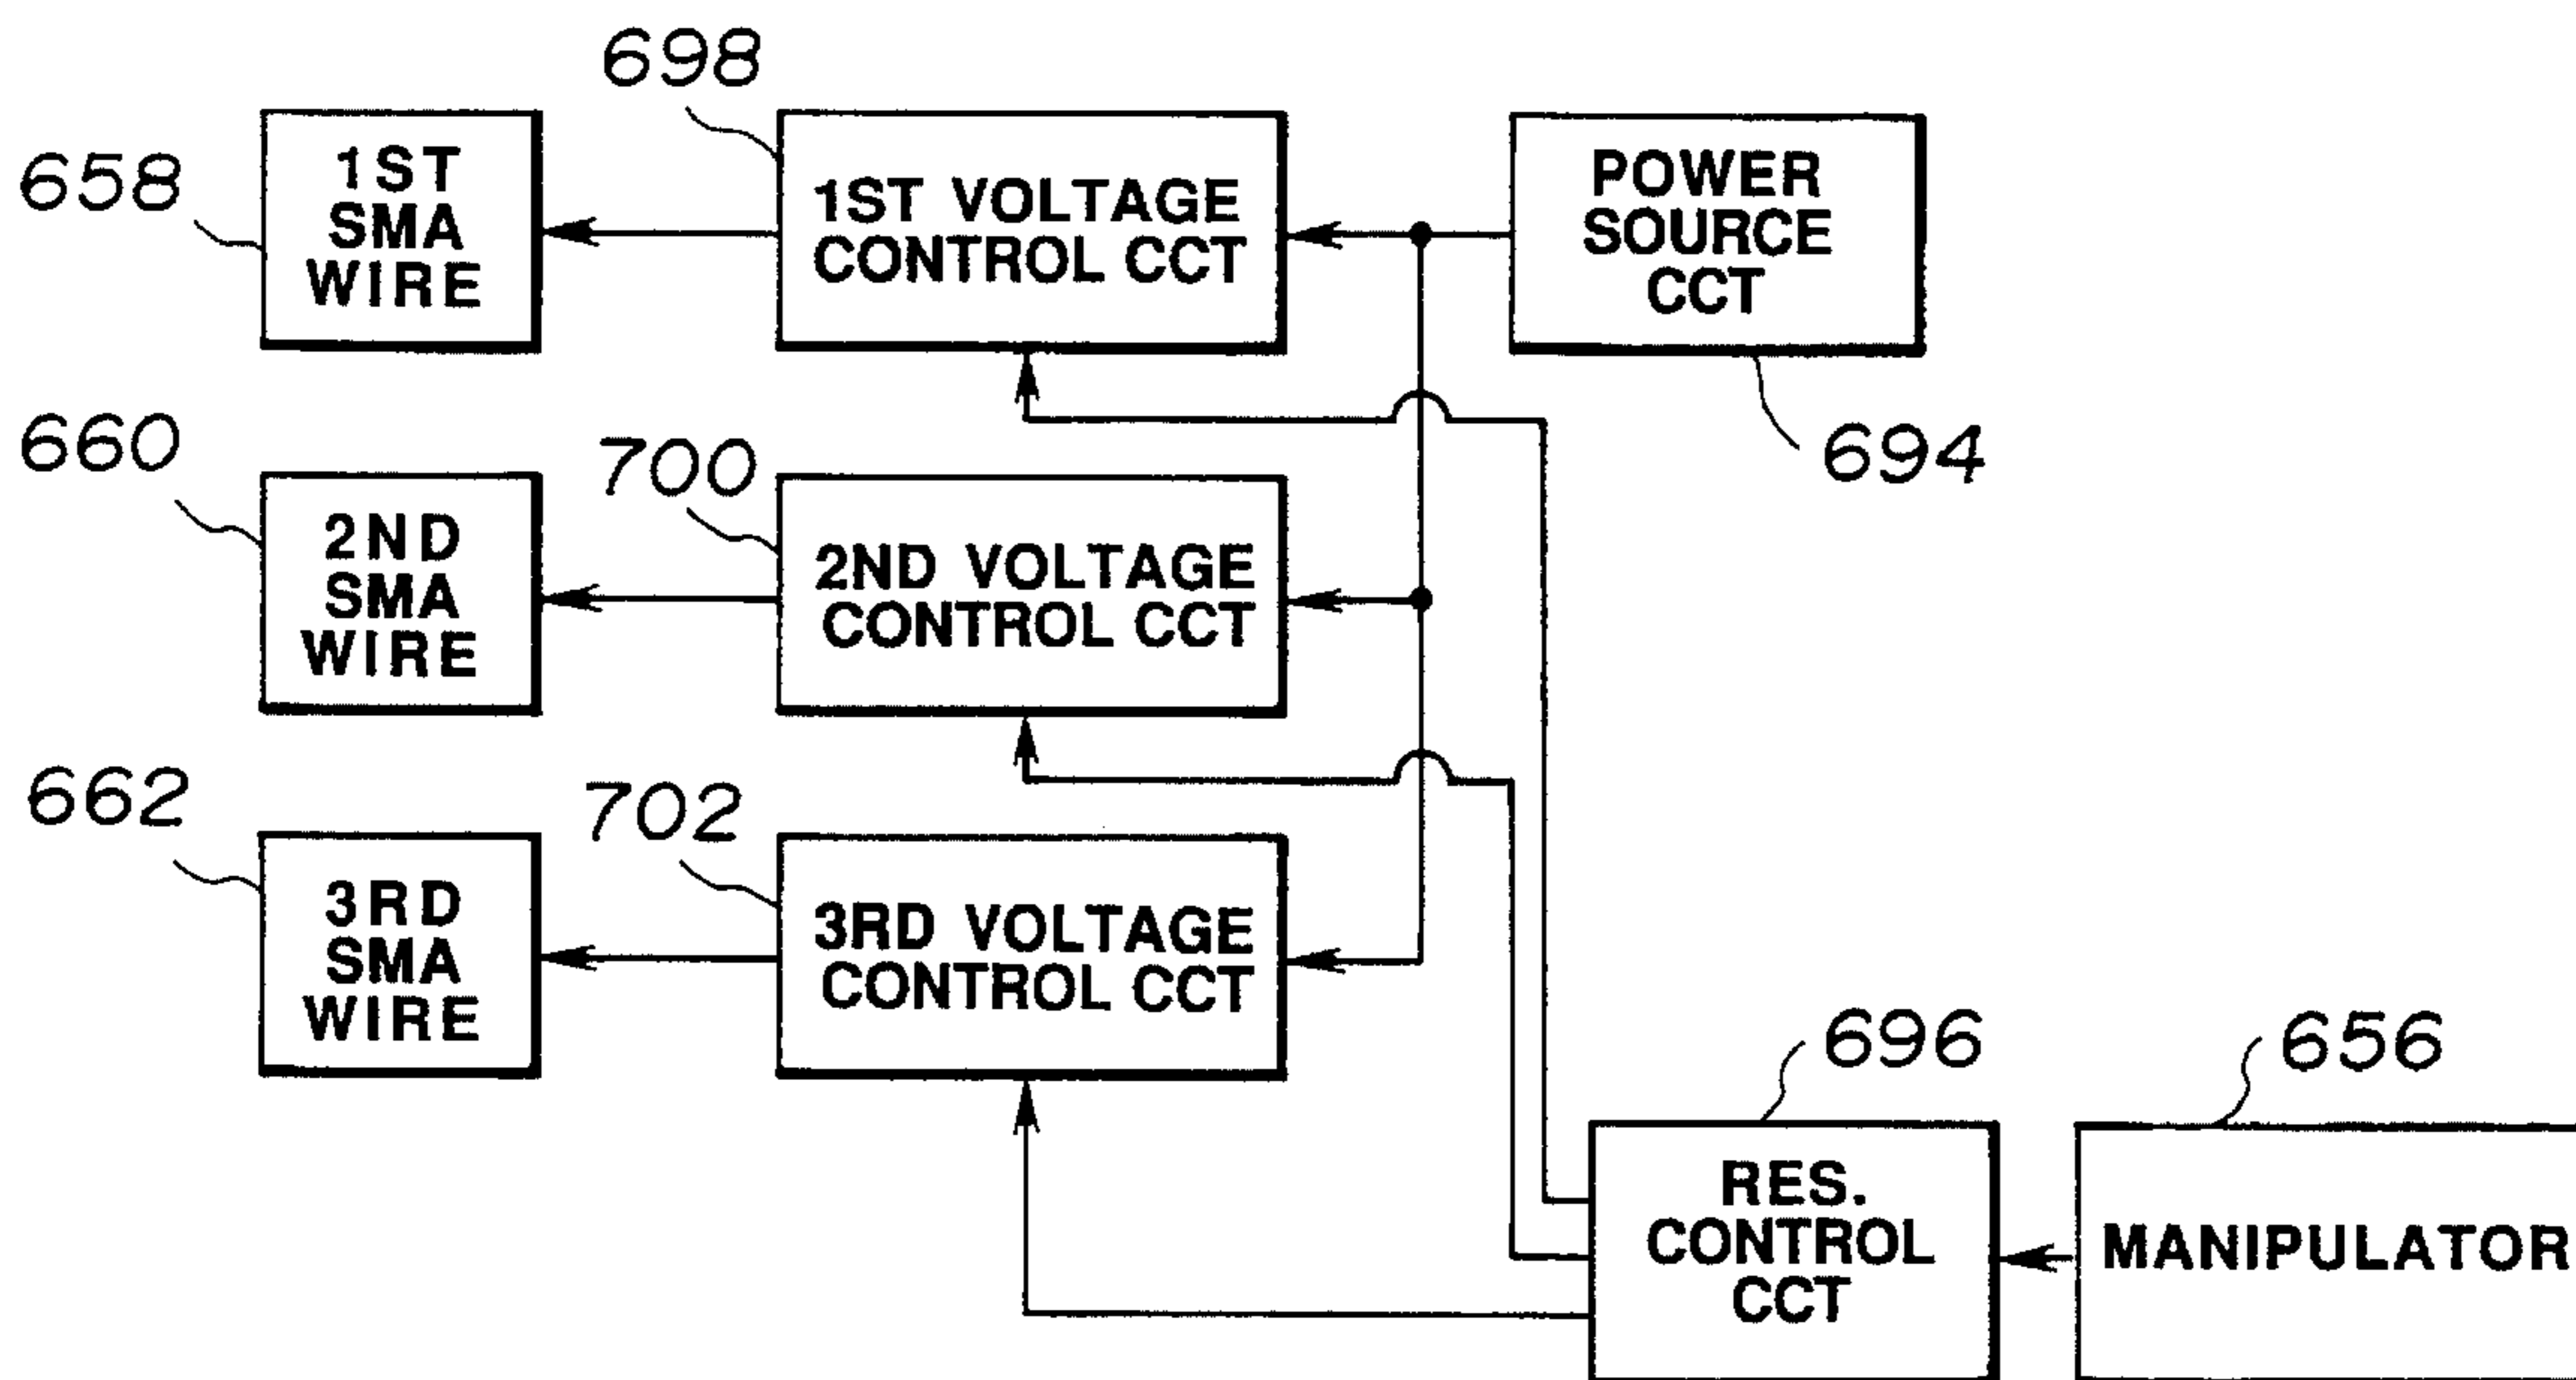 698
658
1ST
SMA
WIRE
1ST VOLTAGE
CONTROL CCT
POWER
SOURCE
CCT
694
660
2ND
SMA
WIRE
700
2ND VOLTAGE
CONTROL CCT
662
3RD
SMA
WIRE
702
3RD VOLTAGE
CONTROL CCT
696
RES.
CONTROL
CCT
656
MANIPULATOR